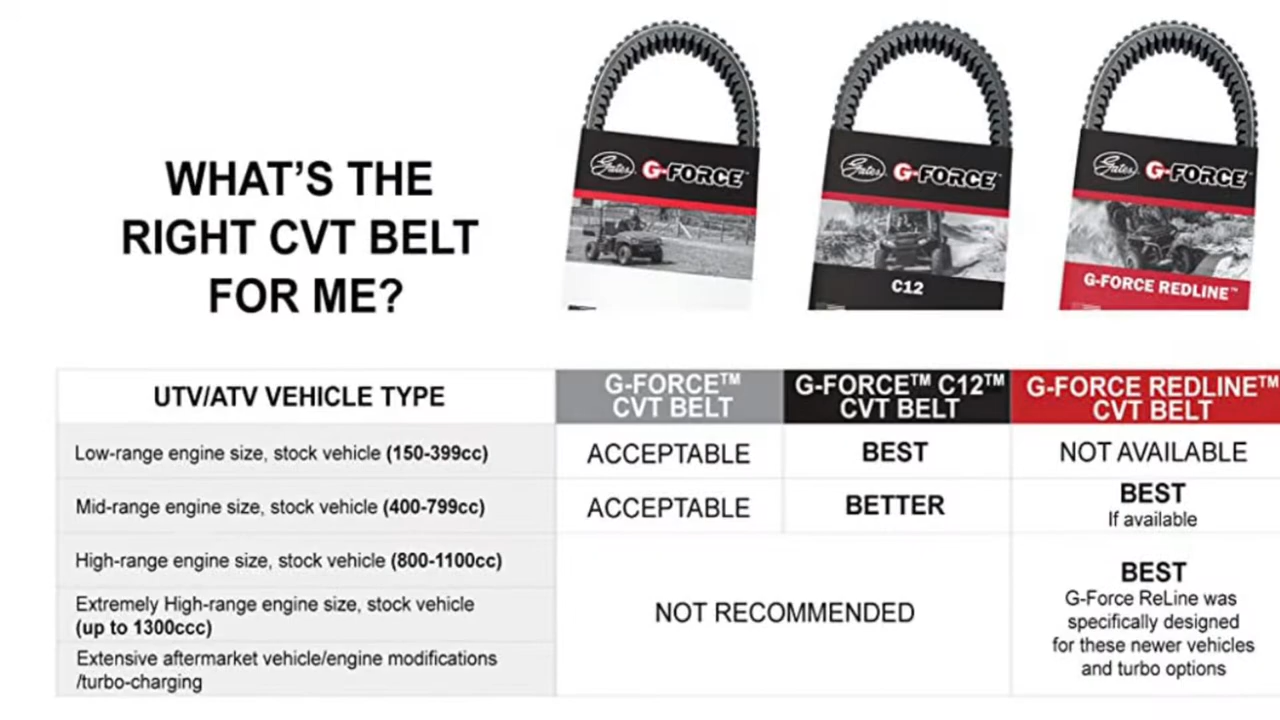 WHAT'S THE
RIGHT CVT BELT
FOR ME?
Gates G-FORCE™
Gates G-FORCE™
C12
Gates G-FORCE™
G-FORCE REDLINE™
UTV/ATV VEHICLE TYPE
G-FORCE™
CVT BELT
G-FORCE™ C12™
CVT BELT
G-FORCE REDLINE™
CVT BELT
Low-range engine size, stock vehicle (150-399cc)
ACCEPTABLE
BEST
NOT AVAILABLE
Mid-range engine size, stock vehicle (400-799cc)
ACCEPTABLE
BETTER
BEST
If available
High-range engine size, stock vehicle (800-1100cc)
Extremely High-range engine size, stock vehicle
(up to 1300ccc)
Extensive aftermarket vehicle/engine modifications
/turbo-charging
NOT RECOMMENDED
BEST
G-Force ReLine was
specifically designed
for these newer vehicles
and turbo options